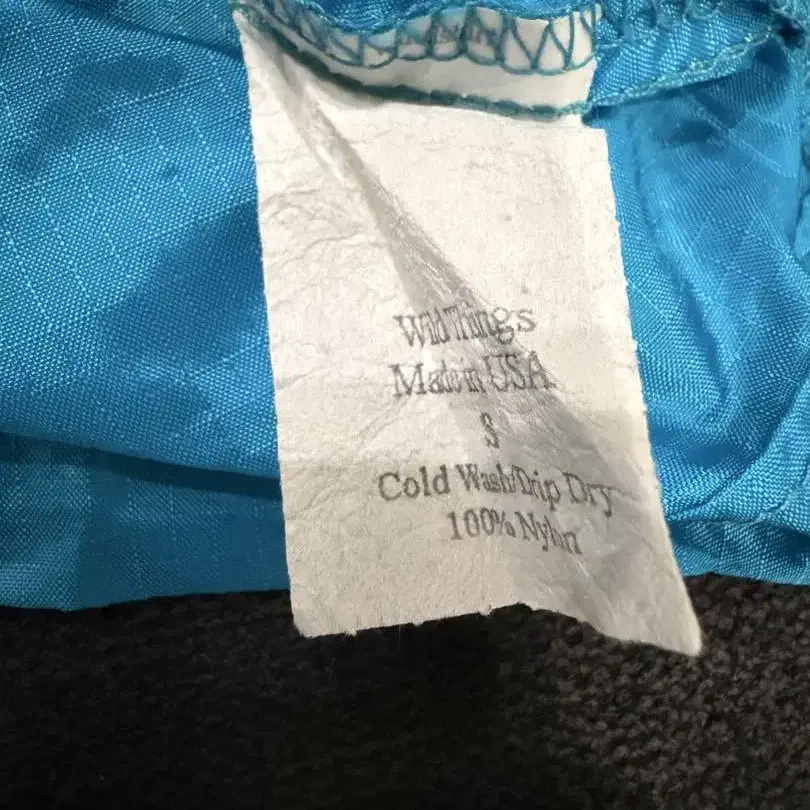 Wild Things
Made in USA
S
Cold Wash/Drip Dry
100% Nylon